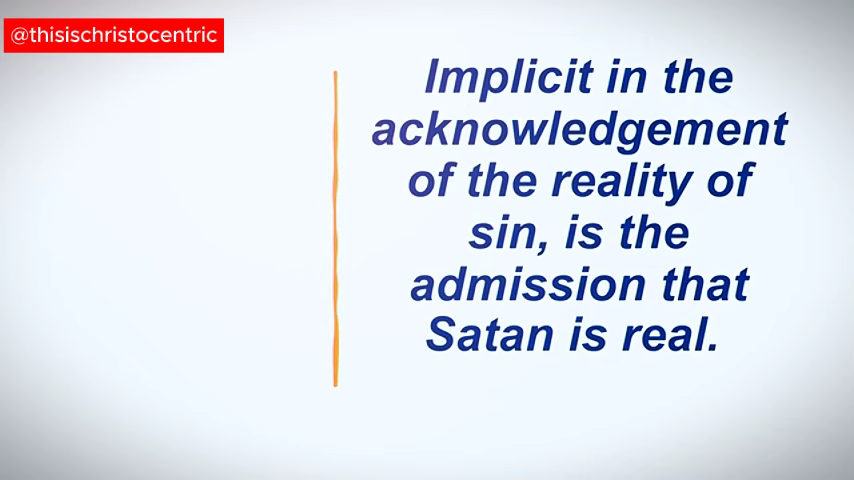 @thisischristocentric
Implicit in the
acknowledgement
of the reality of
sin, is the
admission that
Satan is real.